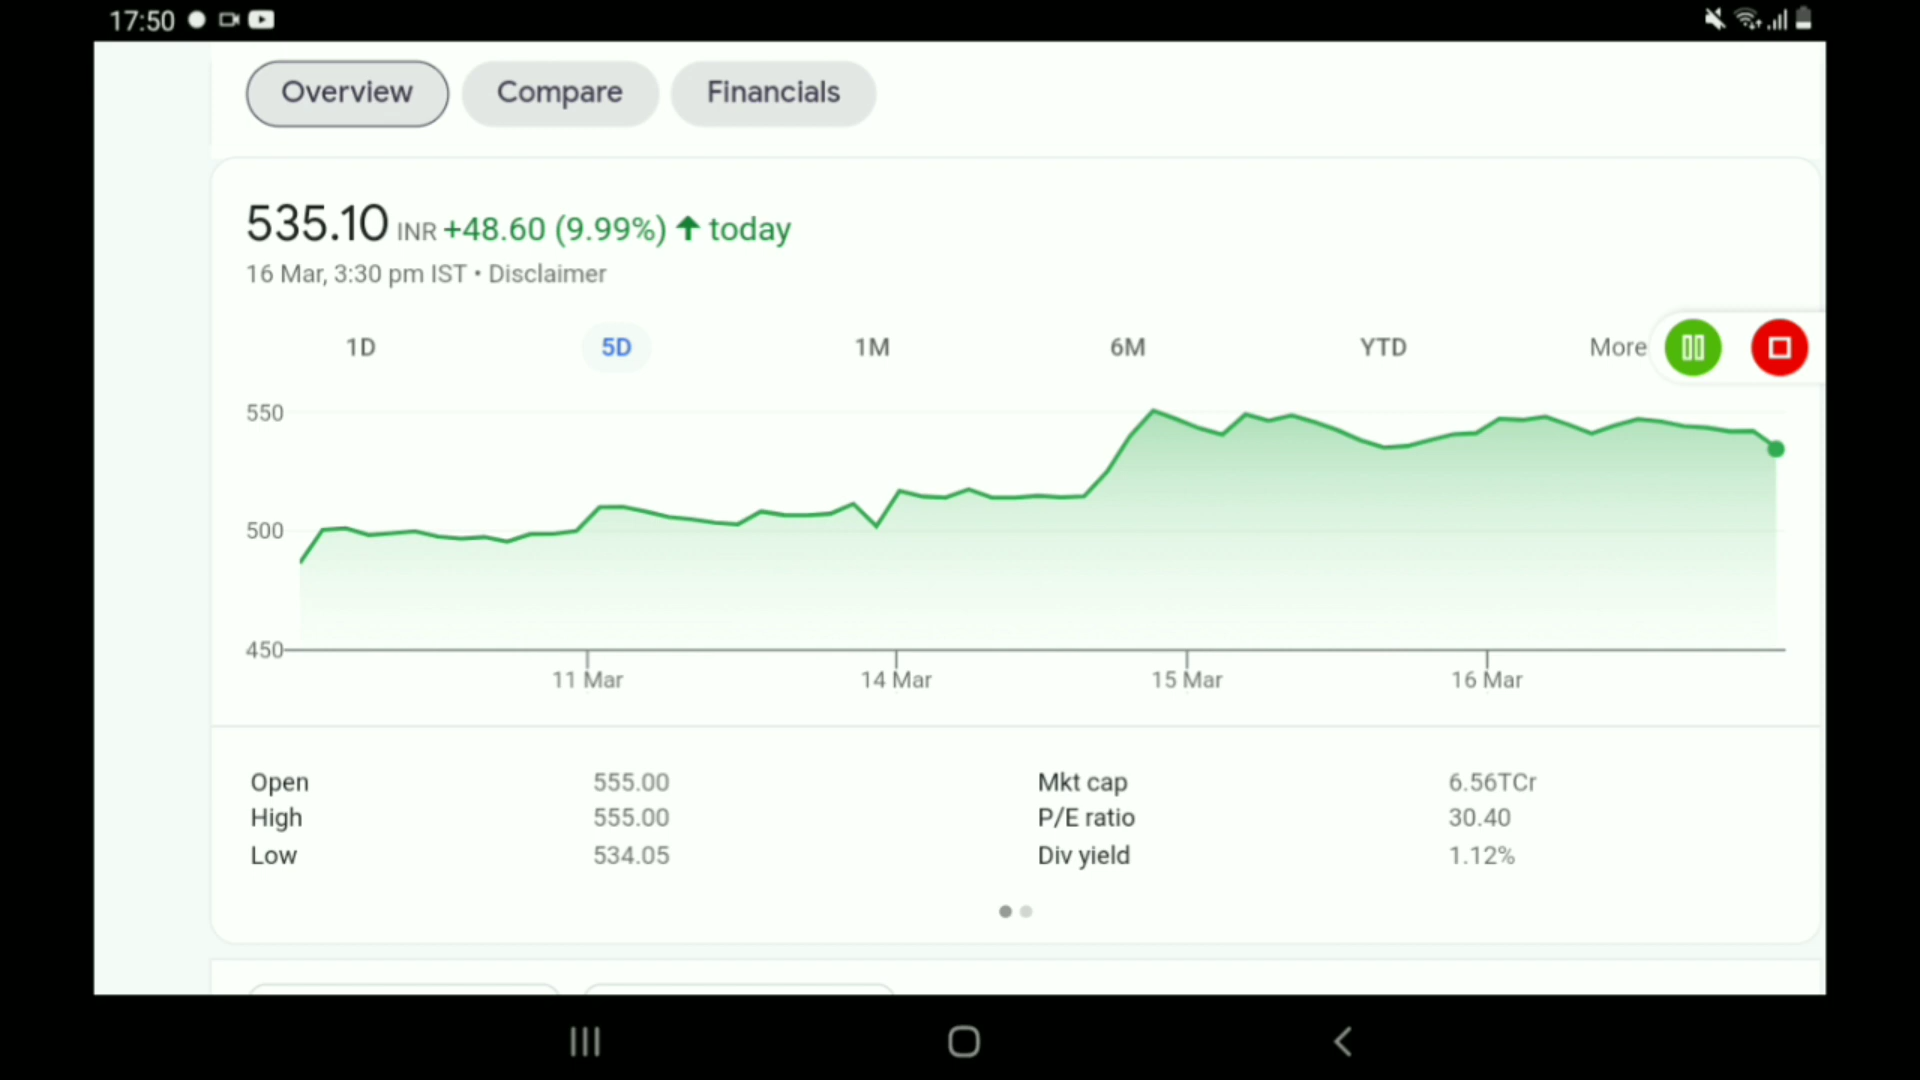 17:50
Overview Compare Financials
535.10 INR +48.60 (9.99%) ↑ today
16 Mar, 3:30 pm IST • Disclaimer
1D 5D 1M 6M YTD More
550
500
450
11 Mar 14 Mar 15 Mar 16 Mar
Open 555.00 Mkt cap 6.56TCr
High 555.00 P/E ratio 30.40
Low 534.05 Div yield 1.12%